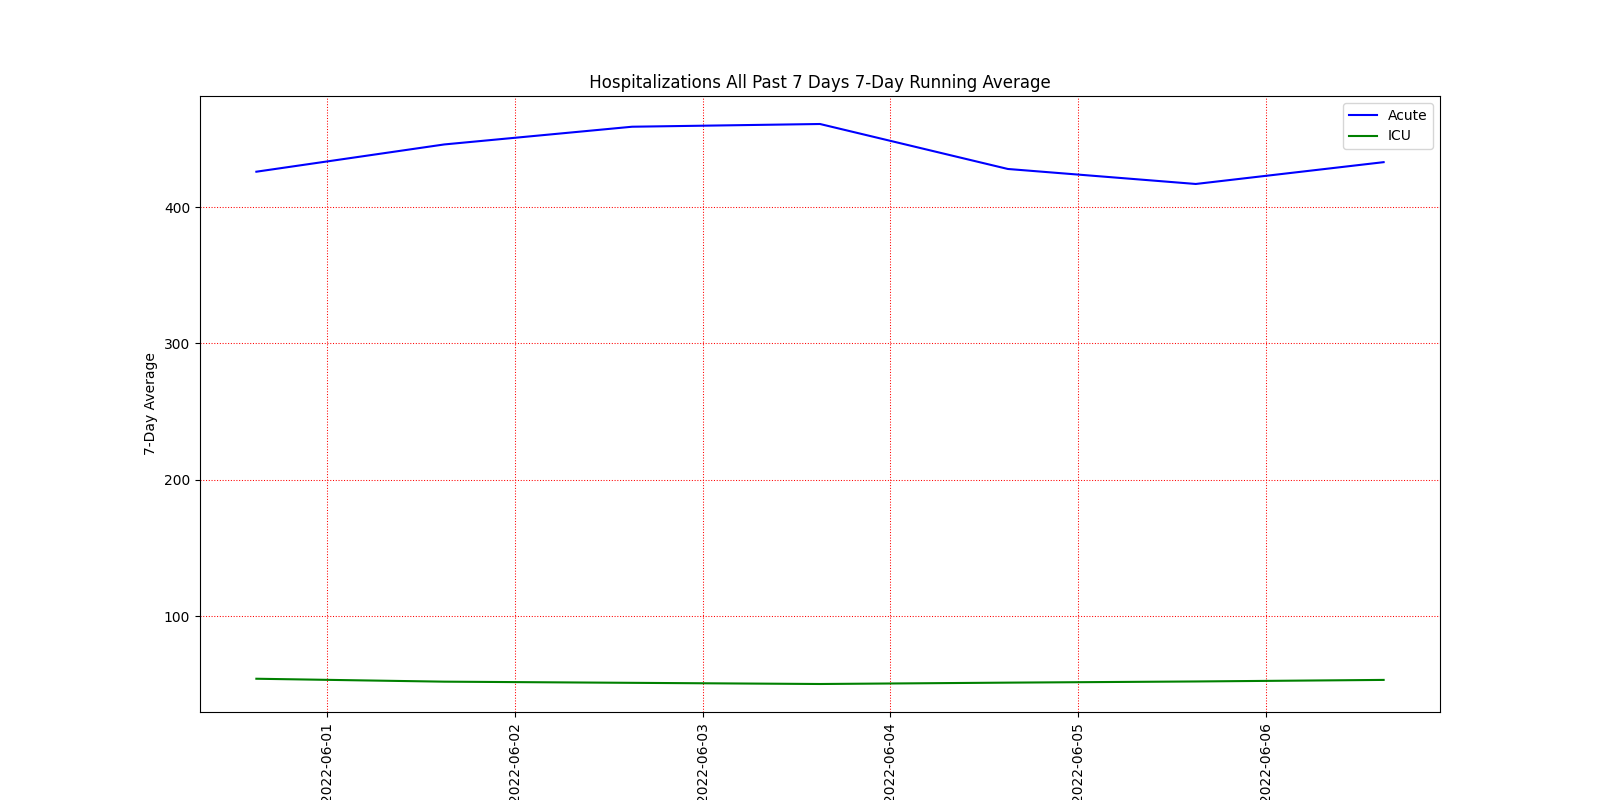 Hospitalizations All Past 7 Days 7-Day Running Average
Acute
ICU
7-Day Average
400
300
200
100
2022-06-01
2022-06-02
2022-06-03
2022-06-04
2022-06-05
2022-06-06